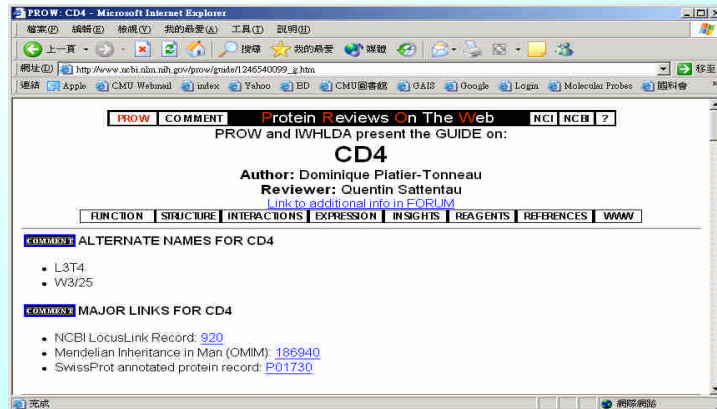 PROW: CD4 - Microsoft Internet Explorer
檔案(F) 編輯(E) 檢視(V) 我的最愛(A) 工具(T) 說明(H)
上一頁 搜尋 我的最愛 媒體
網址(D) http://www.ncbi.nlm.nih.gov/prow/guide/1246540099_g.htm 移至
連結 Apple CMU Webmail index Yahoo BD CMU圖書館 GAIS Google Login Molecular Probes 國科會 »
PROW COMMENT Protein Reviews On The Web NCI NCBI ?
PROW and IWHLDA present the GUIDE on:
CD4
Author: Dominique Piatier-Tonneau
Reviewer: Quentin Sattentau
Link to additional info in FORUM
FUNCTION STRUCTURE INTERACTIONS EXPRESSION INSIGHTS REAGENTS REFERENCES WWW
COMMENT ALTERNATE NAMES FOR CD4
• L3T4
• W3/25
COMMENT MAJOR LINKS FOR CD4
• NCBI LocusLink Record: 920
• Mendelian Inheritance in Man (OMIM): 186940
• SwissProt annotated protein record: P01730
完成 網際網路